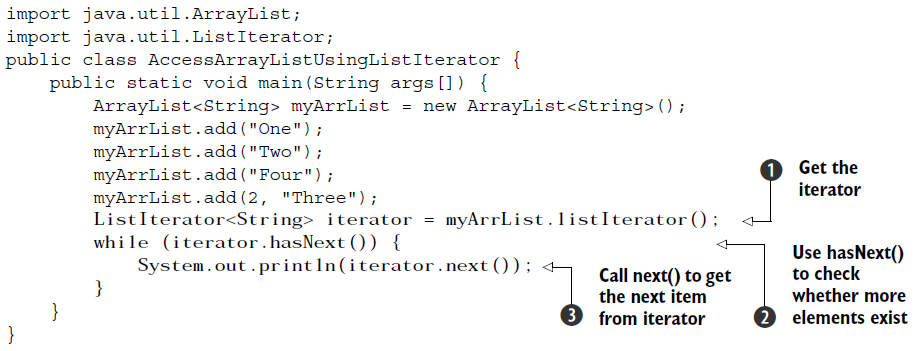 import java.util.ArrayList;
import java.util.ListIterator;
public class AccessArrayListUsingListIterator {
    public static void main(String args[]) {
        ArrayList<String> myArrList = new ArrayList<String>();
        myArrList.add("One");
        myArrList.add("Two");
        myArrList.add("Four");
        myArrList.add(2, "Three");
        ListIterator<String> iterator = myArrList.listIterator();
        while (iterator.hasNext()) {
            System.out.println(iterator.next());
        }
    }
}
1 Get the
iterator
Use hasNext()
to check
whether more
2 elements exist
Call next() to get
the next item
3 from iterator